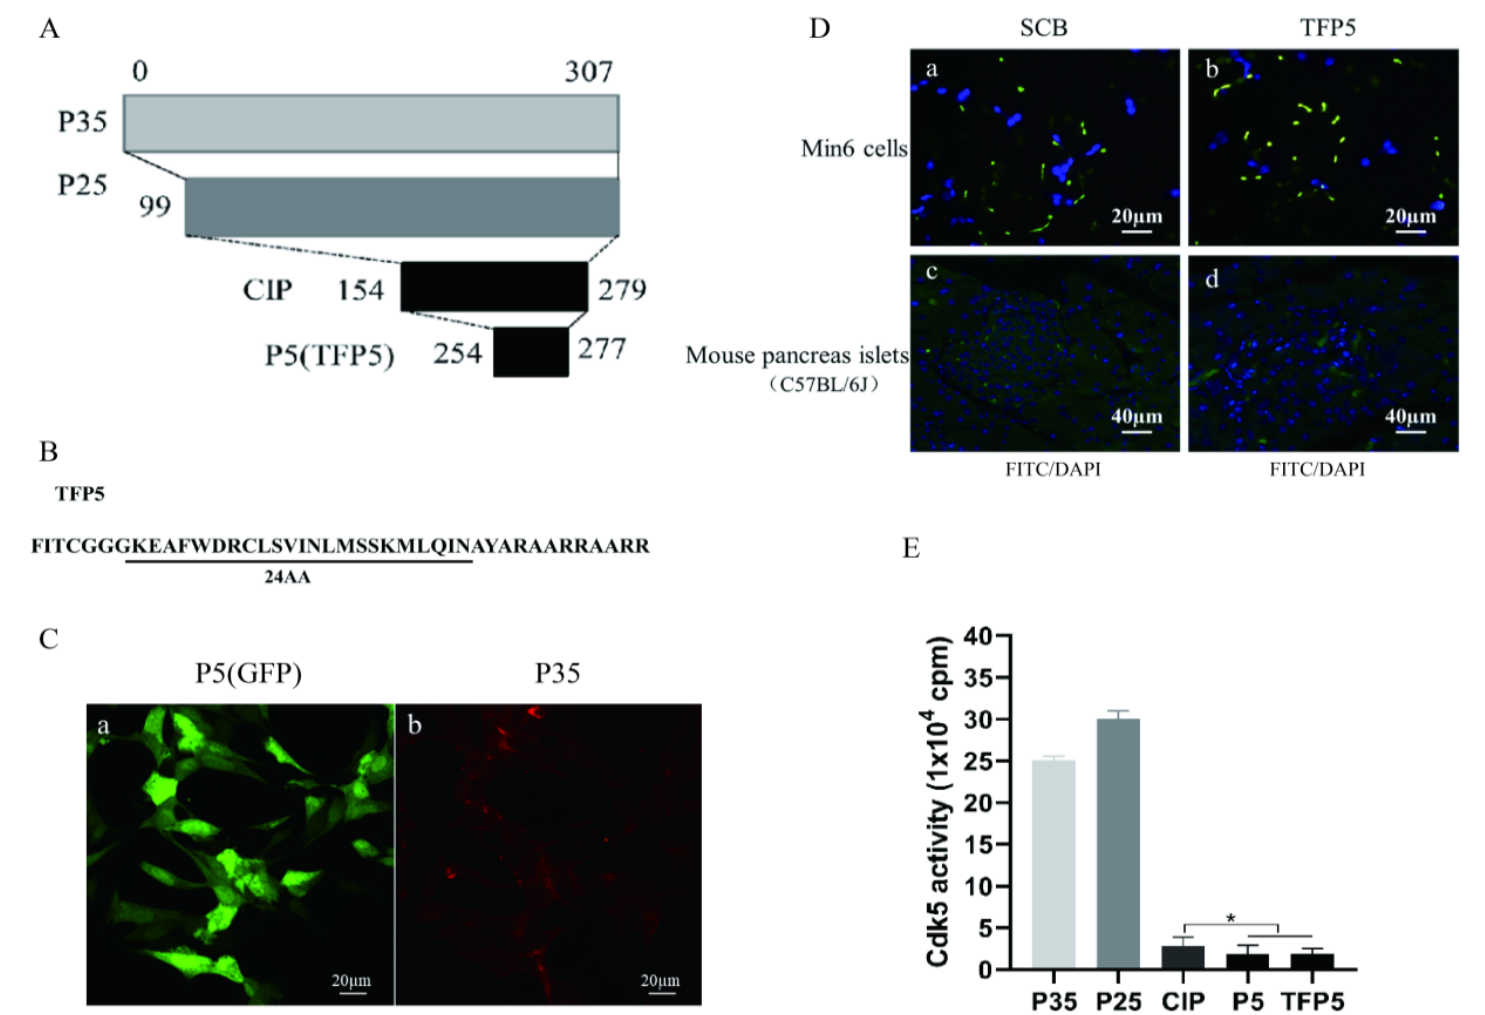 A
0 307
P35
P25
99
CIP 154 279
P5(TFP5) 254 277
B
TFP5
FITCGGGKEAFWDRCLSVINLMSSKMLQINAYARAARRAARR
24AA
C
P5(GFP) P35
a b
20μm 20μm
D
SCB TFP5
a b
Min6 cells
20μm 20μm
c d
Mouse pancreas islets
(C57BL/6J)
40μm 40μm
FITC/DAPI FITC/DAPI
E
Cdk5 activity (1x10⁴ cpm)
40
35
30
25
20
15
10
5
0
*
P35 P25 CIP P5 TFP5